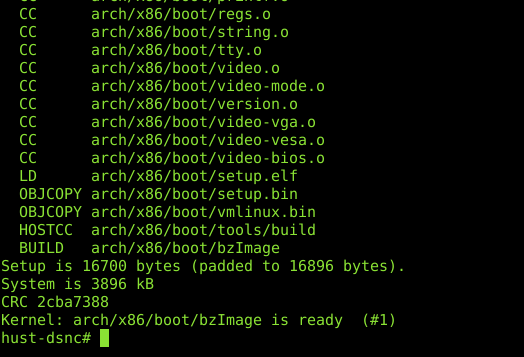 CC arch/x86/boot/printf.o
CC arch/x86/boot/regs.o
CC arch/x86/boot/string.o
CC arch/x86/boot/tty.o
CC arch/x86/boot/video.o
CC arch/x86/boot/video-mode.o
CC arch/x86/boot/version.o
CC arch/x86/boot/video-vga.o
CC arch/x86/boot/video-vesa.o
CC arch/x86/boot/video-bios.o
LD arch/x86/boot/setup.elf
OBJCOPY arch/x86/boot/setup.bin
OBJCOPY arch/x86/boot/vmlinux.bin
HOSTCC arch/x86/boot/tools/build
BUILD arch/x86/boot/bzImage
Setup is 16700 bytes (padded to 16896 bytes).
System is 3896 kB
CRC 2cba7388
Kernel: arch/x86/boot/bzImage is ready (#1)
hust-dsnc#